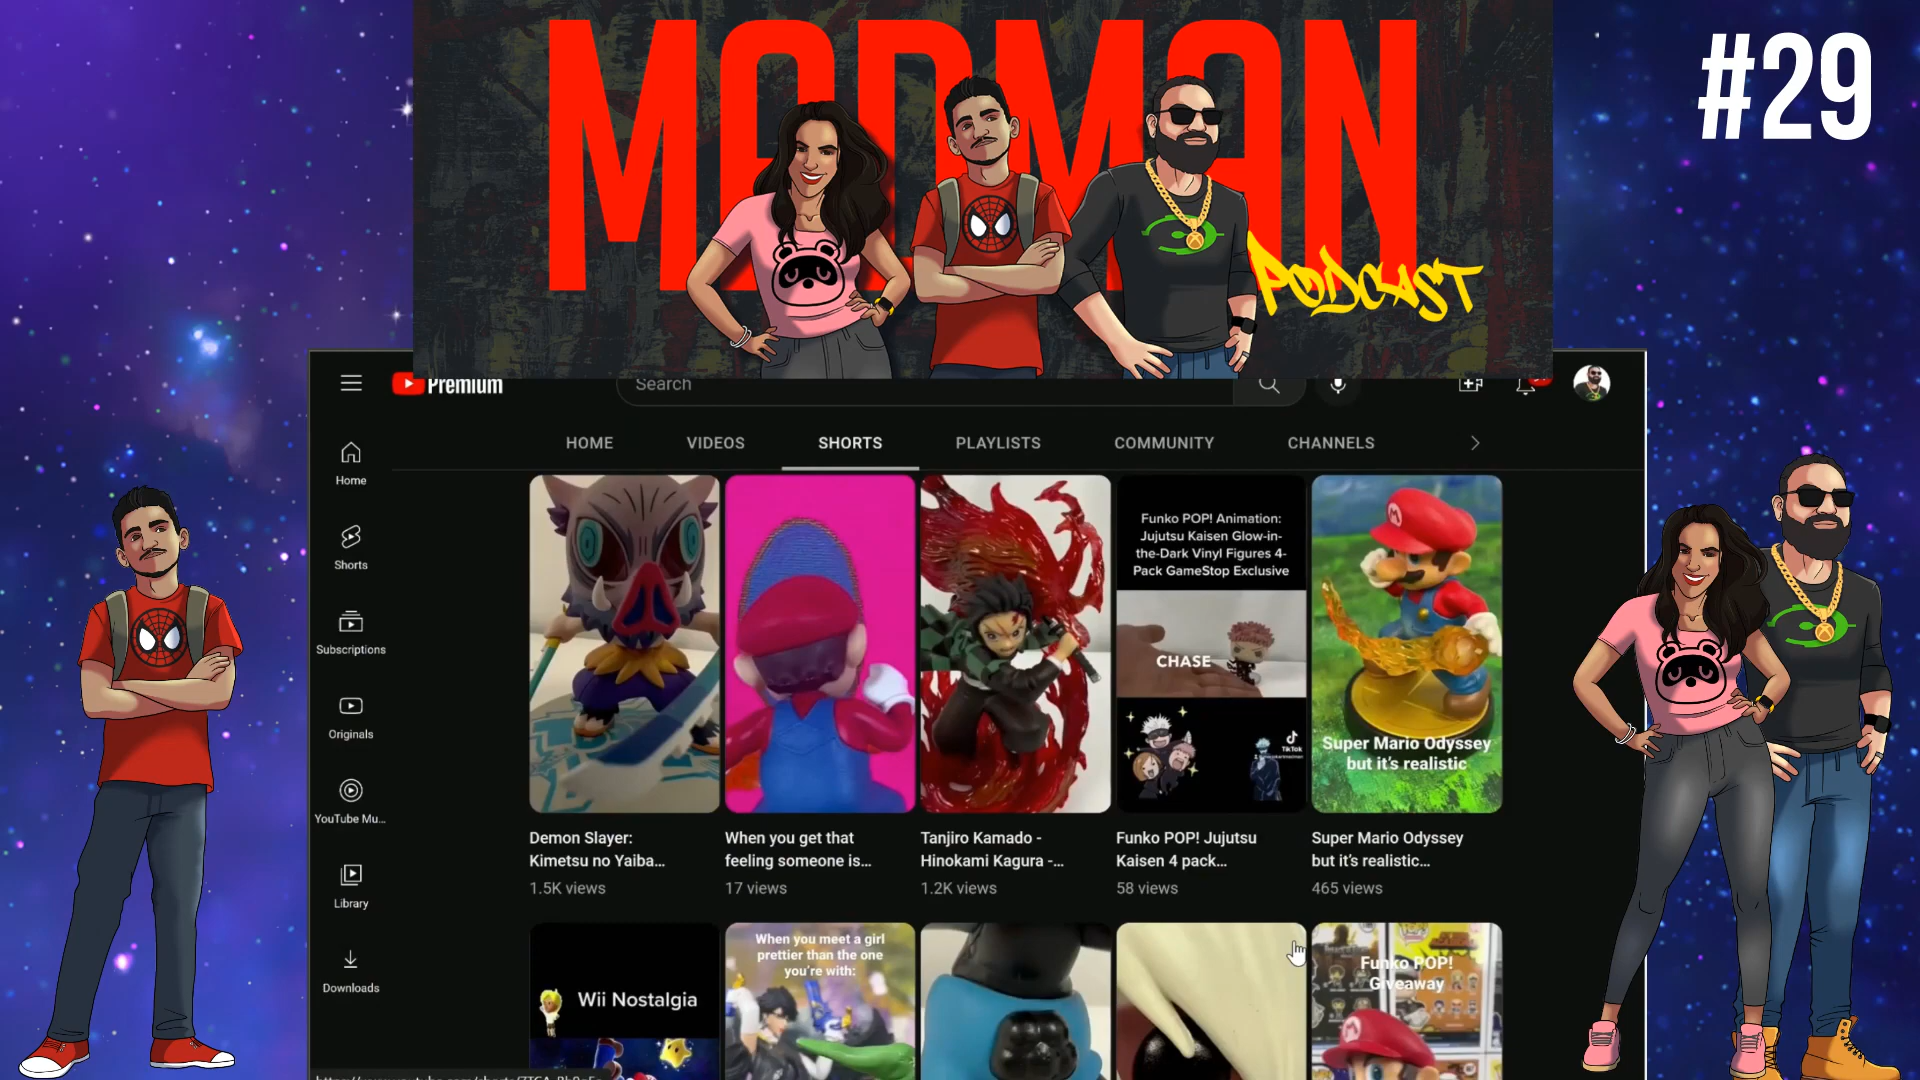 MADMAN
PODCAST
#29
Premium
Search
HOME
VIDEOS
SHORTS
PLAYLISTS
COMMUNITY
CHANNELS
Home
Shorts
Subscriptions
Originals
YouTube Mu...
Library
Downloads
Funko POP! Animation:
Jujutsu Kaisen Glow-in-
the-Dark Vinyl Figures 4-
Pack GameStop Exclusive
CHASE
TikTok
Super Mario Odyssey
but it's realistic
Demon Slayer:
Kimetsu no Yaiba...
1.5K views
When you get that
feeling someone is...
17 views
Tanjiro Kamado -
Hinokami Kagura -...
1.2K views
Funko POP! Jujutsu
Kaisen 4 pack...
58 views
Super Mario Odyssey
but it's realistic...
465 views
Wii Nostalgia
When you meet a girl
prettier than the one
you're with:
Funko POP!
Giveaway